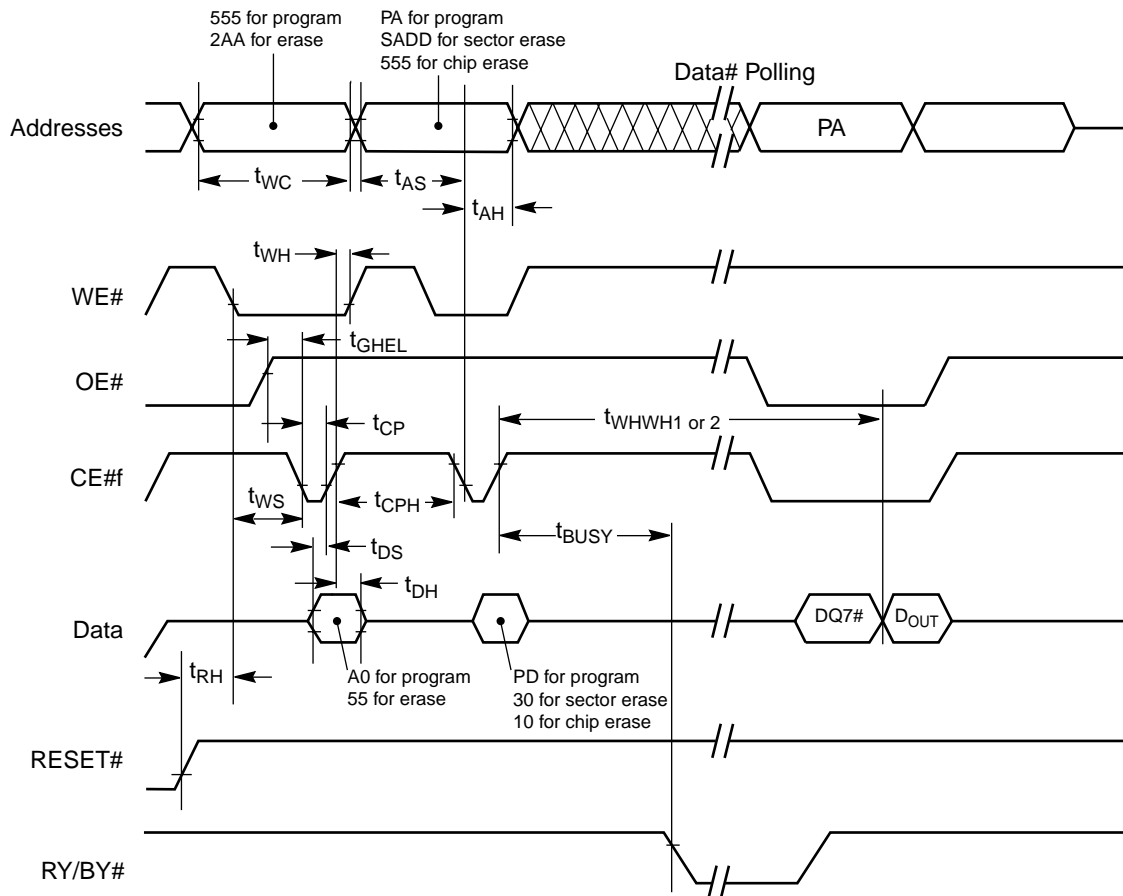 555 for program
2AA for erase
PA for program
SADD for sector erase
555 for chip erase
Data# Polling
Addresses
PA
tWC
tAS
tAH
tWH
WE#
tGHEL
OE#
tWHWH1 or 2
tCP
CE#f
tWS
tCPH
tBUSY
tDS
tDH
Data
DQ7#
DOUT
tRH
A0 for program
55 for erase
PD for program
30 for sector erase
10 for chip erase
RESET#
RY/BY#